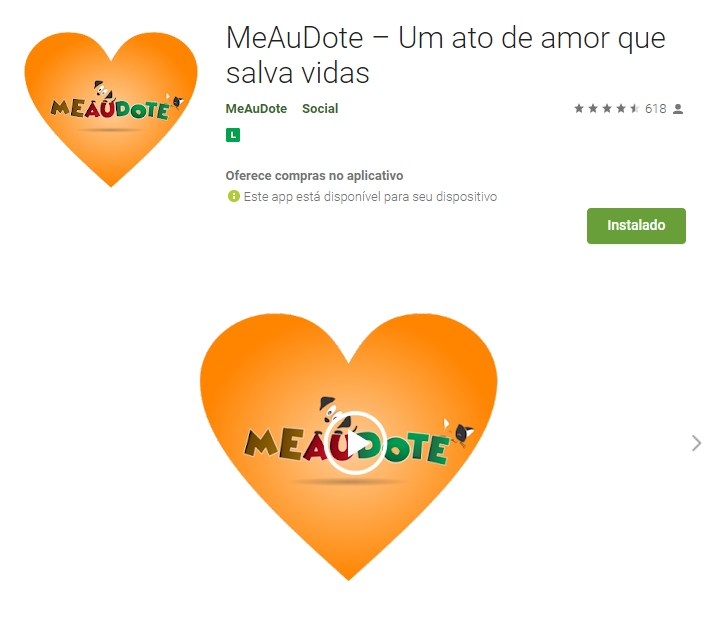 MeAuDote – Um ato de amor que
salva vidas
MEAUDOTE
MeAuDote Social 618
L
Oferece compras no aplicativo
Este app está disponível para seu dispositivo
Instalado
MEAUDOTE